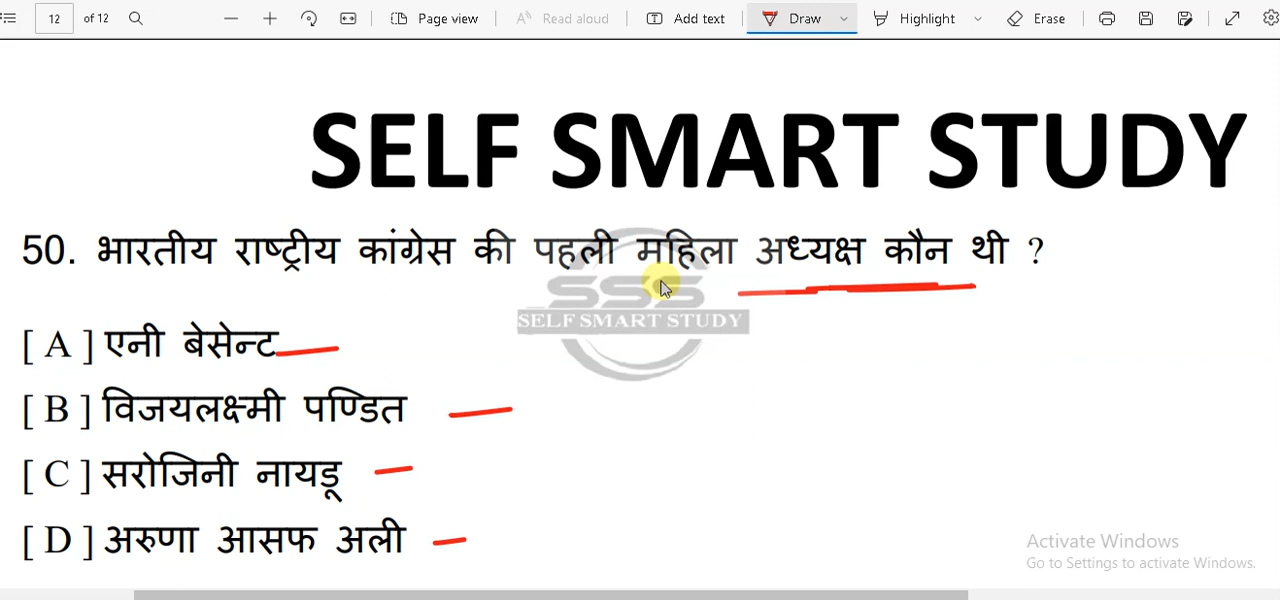 12 of 12 Page view Read aloud Add text Draw Highlight Erase
SELF SMART STUDY
50. भारतीय राष्ट्रीय कांग्रेस की पहली महिला अध्यक्ष कौन थी ?
SSS
SELF SMART STUDY
[ A ] एनी बेसेन्ट
[ B ] विजयलक्ष्मी पण्डित
[ C ] सरोजिनी नायडू
[ D ] अरुणा आसफ अली
Activate Windows
Go to Settings to activate Windows.